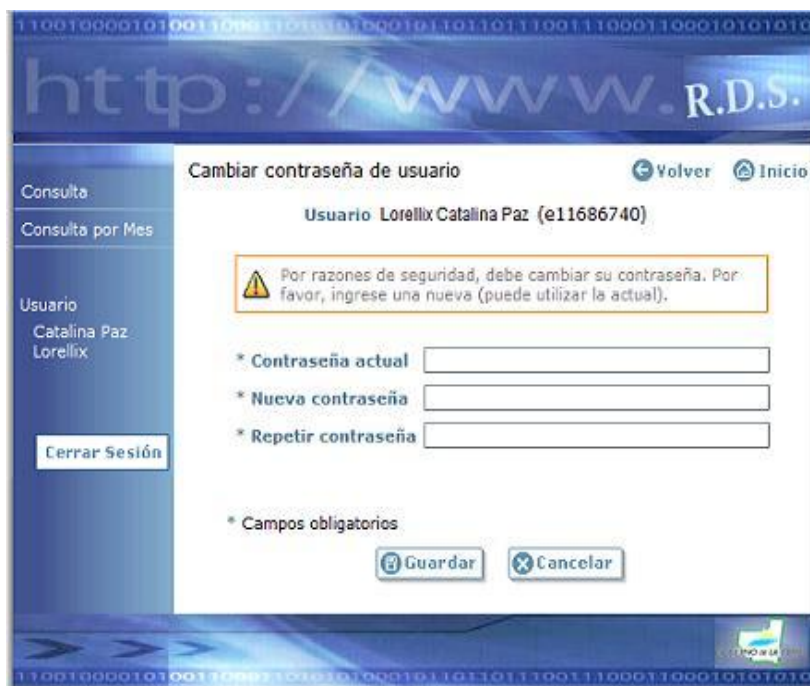 110010000101000110001101010100010110110111001110001100010101010
http://www.R.D.S.
Cambiar contraseña de usuario
Volver
Inicio
Consulta
Consulta por Mes
Usuario
Catalina Paz
Lorellix
Cerrar Sesión
Usuario Lorellix Catalina Paz (e11686740)
Por razones de seguridad, debe cambiar su contraseña. Por
favor, ingrese una nueva (puede utilizar la actual).
* Contraseña actual
* Nueva contraseña
* Repetir contraseña
* Campos obligatorios
Guardar
Cancelar